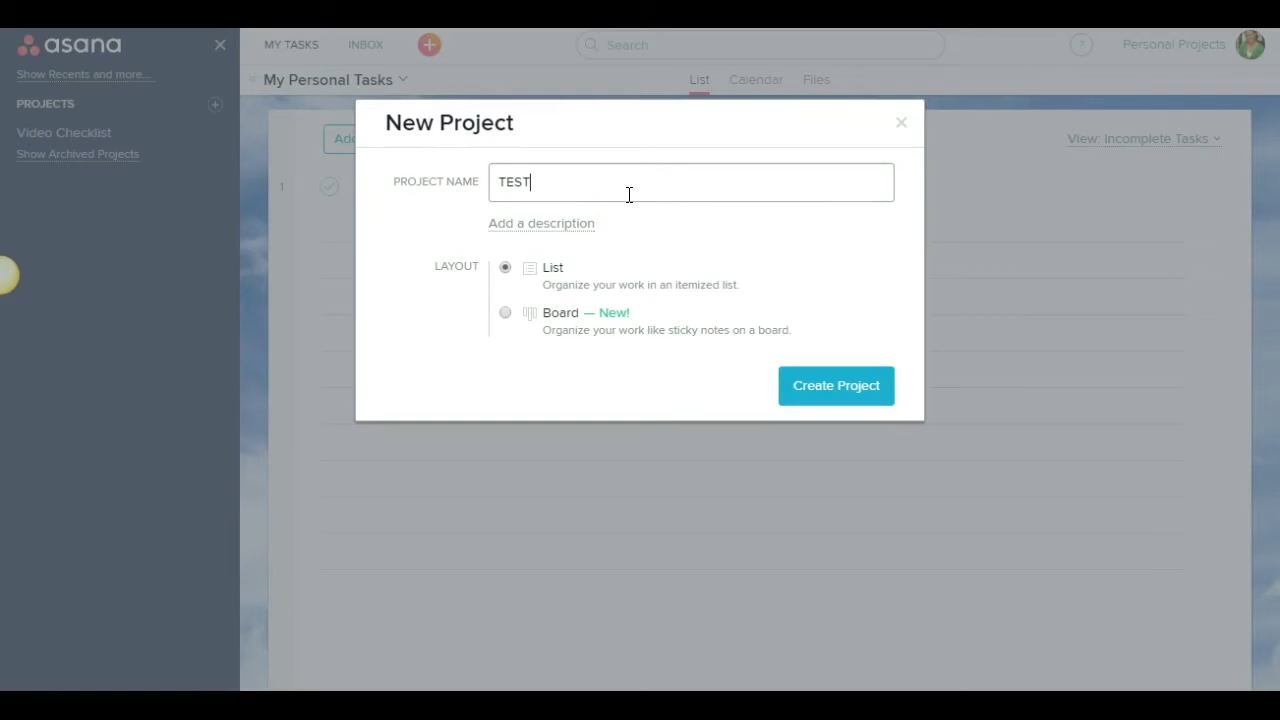 asana
Show Recents and more...
PROJECTS
Video Checklist
Show Archived Projects
MY TASKS
INBOX
Search
?
Personal Projects
My Personal Tasks
List
Calendar
Files
Add
View: Incomplete Tasks
1
New Project
PROJECT NAME
TEST
Add a description
LAYOUT
List
Organize your work in an itemized list.
Board — New!
Organize your work like sticky notes on a board.
Create Project